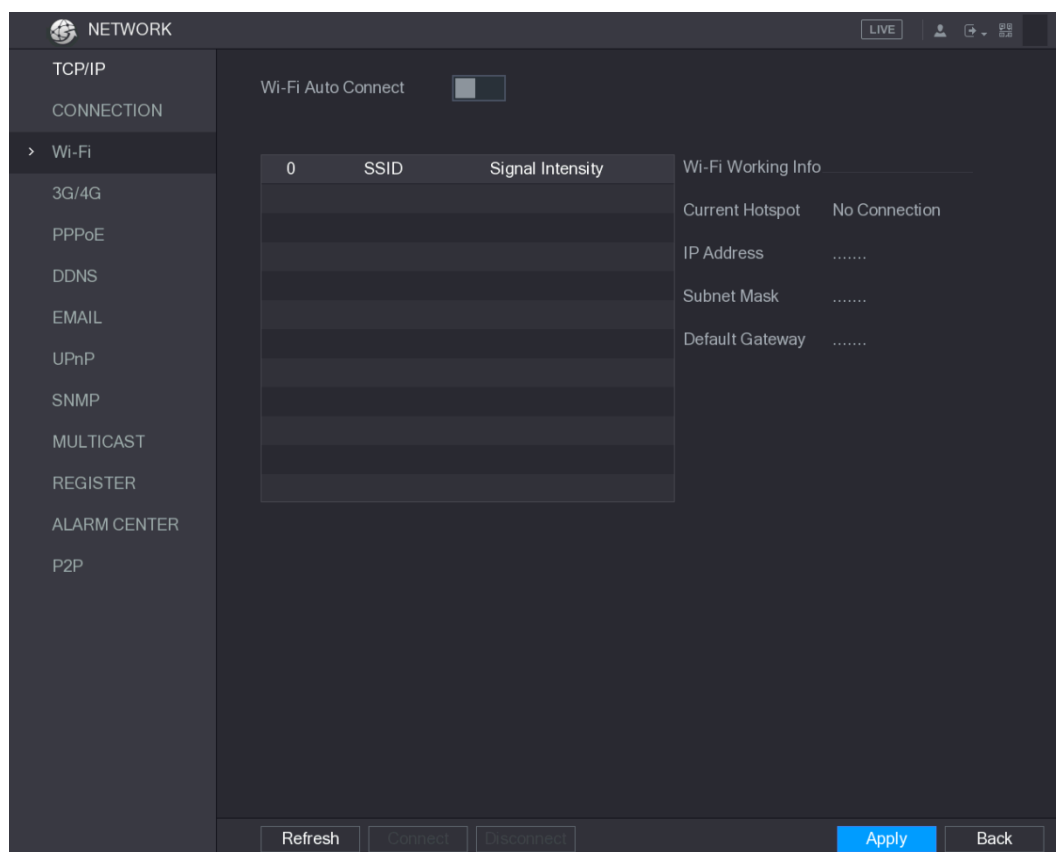 NETWORK
LIVE
TCP/IP
CONNECTION
Wi-Fi
3G/4G
PPPoE
DDNS
EMAIL
UPnP
SNMP
MULTICAST
REGISTER
ALARM CENTER
P2P
Wi-Fi Auto Connect
0 SSID Signal Intensity
Wi-Fi Working Info
Current Hotspot No Connection
IP Address .......
Subnet Mask .......
Default Gateway .......
Refresh Connect Disconnect Apply Back